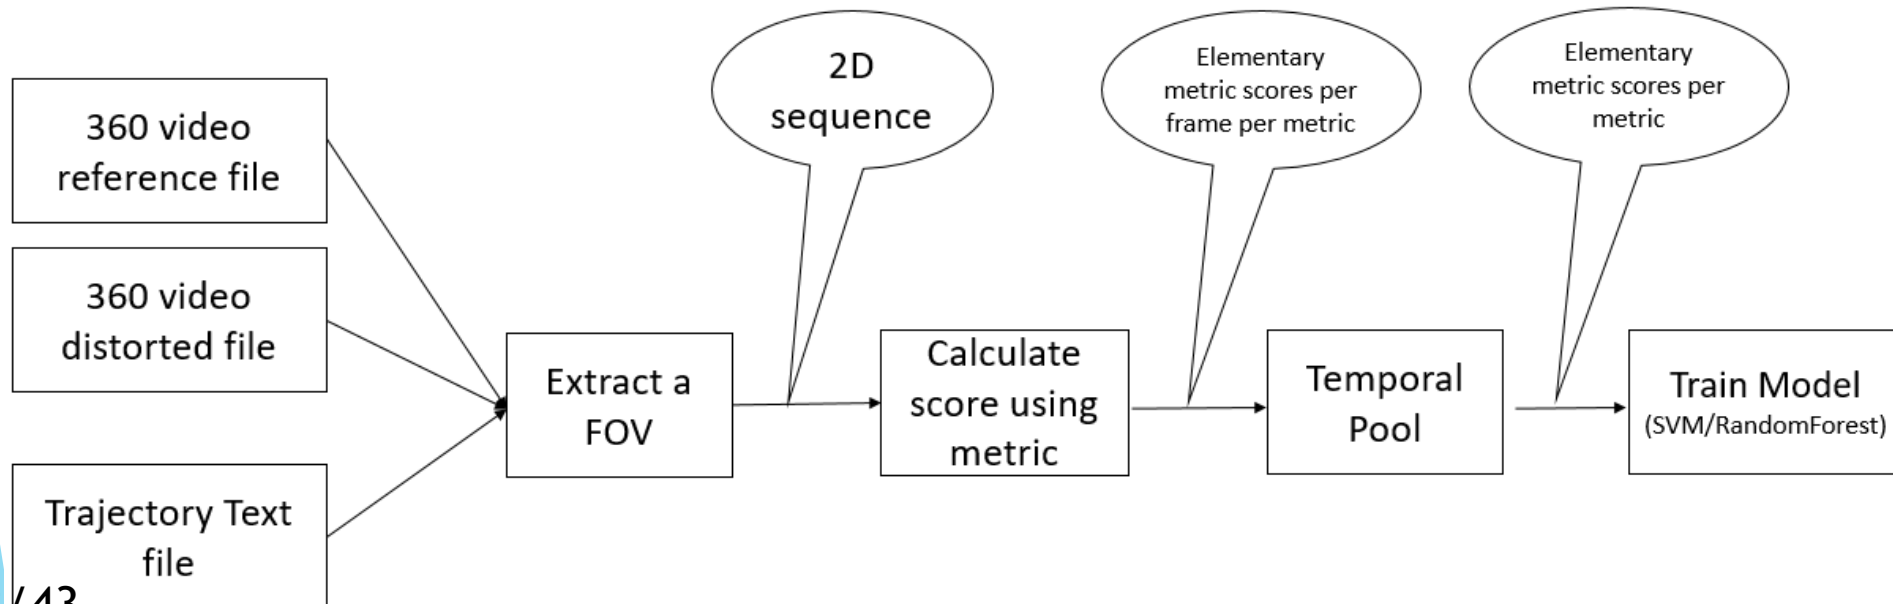 360 video
reference file
360 video
distorted file
Trajectory Text
file
Extract a
FOV
2D
sequence
Calculate
score using
metric
Elementary
metric scores per
frame per metric
Temporal
Pool
Elementary
metric scores per
metric
Train Model
(SVM/RandomForest)
/43